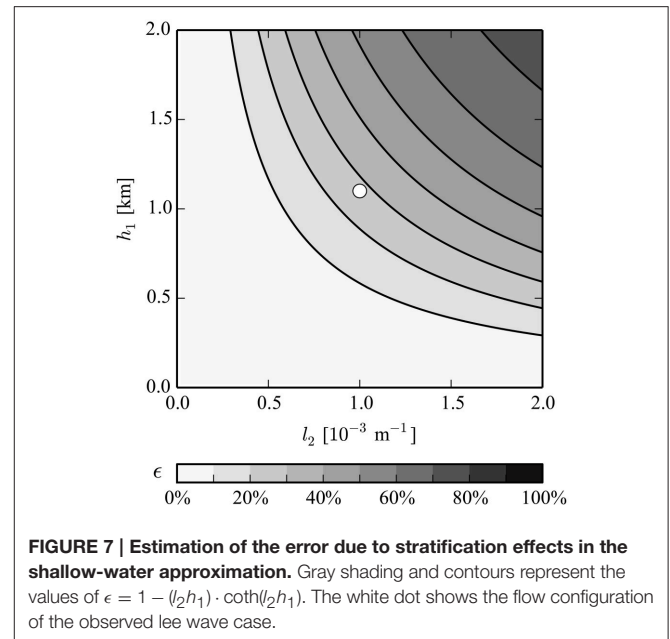 2.0
1.5
1.0
0.5
0.0
h₁ [km]
0.0 0.5 1.0 1.5 2.0
l₂ [10⁻³ m⁻¹]
ϵ
0% 20% 40% 60% 80% 100%
FIGURE 7 | Estimation of the error due to stratification effects in the
shallow-water approximation. Gray shading and contours represent the
values of ϵ = 1 − (l₂h₁) · coth(l₂h₁). The white dot shows the flow configuration
of the observed lee wave case.